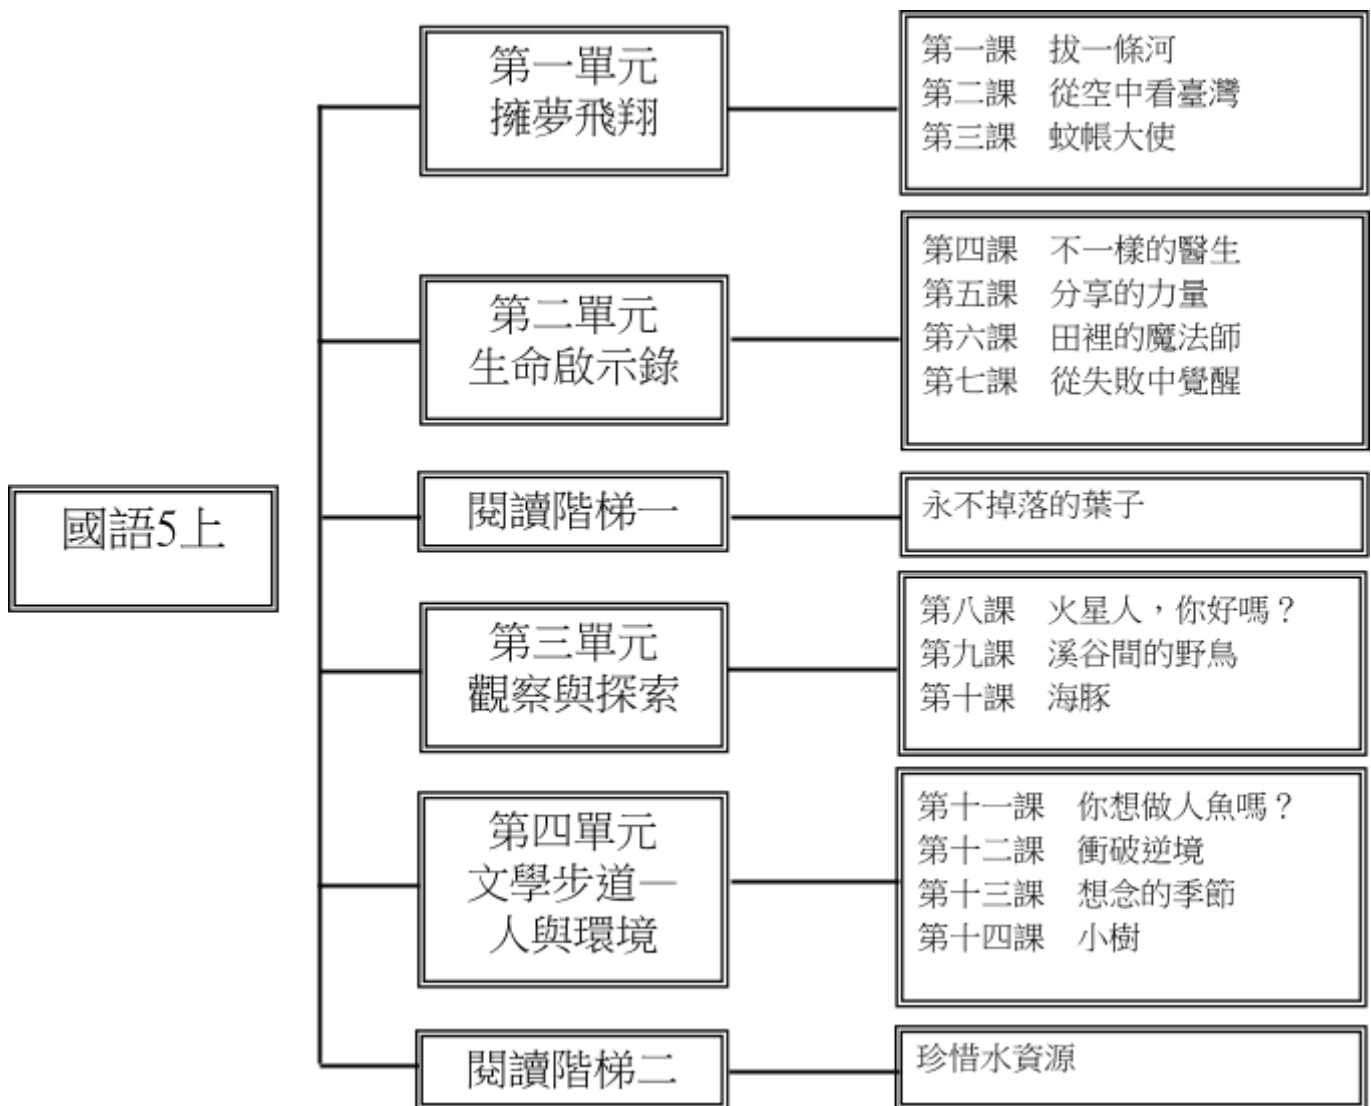 國語5上
第一單元
擁夢飛翔
第一課　拔一條河
第二課　從空中看臺灣
第三課　蚊帳大使
第二單元
生命啟示錄
第四課　不一樣的醫生
第五課　分享的力量
第六課　田裡的魔法師
第七課　從失敗中覺醒
閱讀階梯一
永不掉落的葉子
第三單元
觀察與探索
第八課　火星人，你好嗎？
第九課　溪谷間的野鳥
第十課　海豚
第四單元
文學步道—
人與環境
第十一課　你想做人魚嗎？
第十二課　衝破逆境
第十三課　想念的季節
第十四課　小樹
閱讀階梯二
珍惜水資源